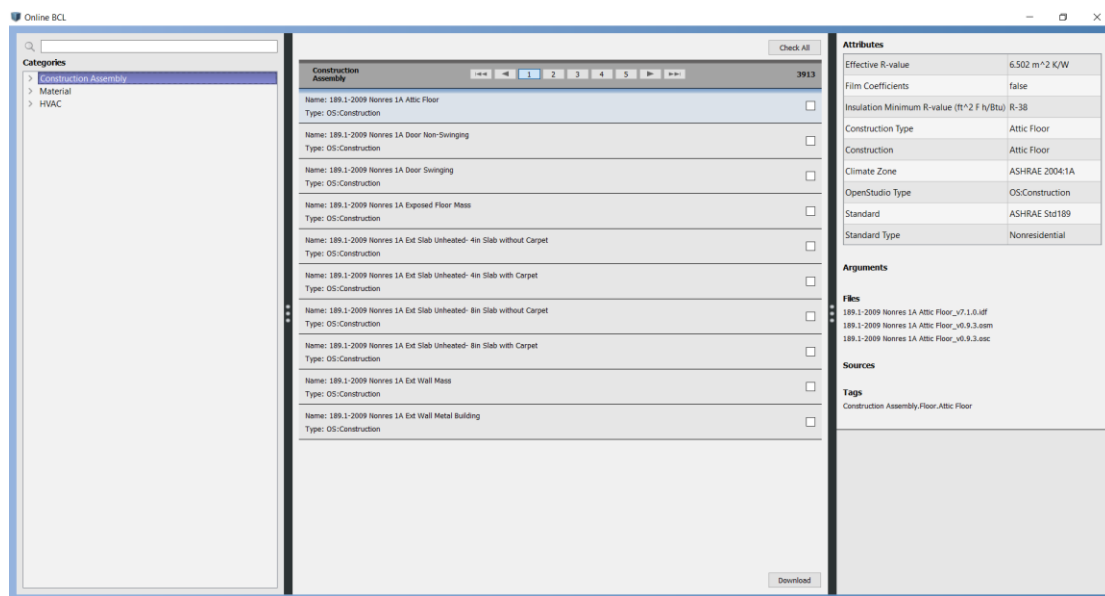 Online BCL
Categories
Construction Assembly
Material
HVAC
Check All
Construction
Assembly
1 2 3 4 5
3913
Name: 189.1-2009 Nonres 1A Attic Floor
Type: OS:Construction
Name: 189.1-2009 Nonres 1A Door Non-Swinging
Type: OS:Construction
Name: 189.1-2009 Nonres 1A Door Swinging
Type: OS:Construction
Name: 189.1-2009 Nonres 1A Exposed Floor Mass
Type: OS:Construction
Name: 189.1-2009 Nonres 1A Ext Slab Unheated- 4in Slab without Carpet
Type: OS:Construction
Name: 189.1-2009 Nonres 1A Ext Slab Unheated- 4in Slab with Carpet
Type: OS:Construction
Name: 189.1-2009 Nonres 1A Ext Slab Unheated- 8in Slab without Carpet
Type: OS:Construction
Name: 189.1-2009 Nonres 1A Ext Slab Unheated- 8in Slab with Carpet
Type: OS:Construction
Name: 189.1-2009 Nonres 1A Ext Wall Mass
Type: OS:Construction
Name: 189.1-2009 Nonres 1A Ext Wall Metal Building
Type: OS:Construction
Download
Attributes
Effective R-value 6.502 m^2 K/W
Film Coefficients false
Insulation Minimum R-value (ft^2 F h/Btu) R-38
Construction Type Attic Floor
Construction Attic Floor
Climate Zone ASHRAE 2004:1A
OpenStudio Type OS:Construction
Standard ASHRAE Std189
Standard Type Nonresidential
Arguments
Files
189.1-2009 Nonres 1A Attic Floor_v7.1.0.idf
189.1-2009 Nonres 1A Attic Floor_v0.9.3.osm
189.1-2009 Nonres 1A Attic Floor_v0.9.3.osc
Sources
Tags
Construction Assembly.Floor.Attic Floor